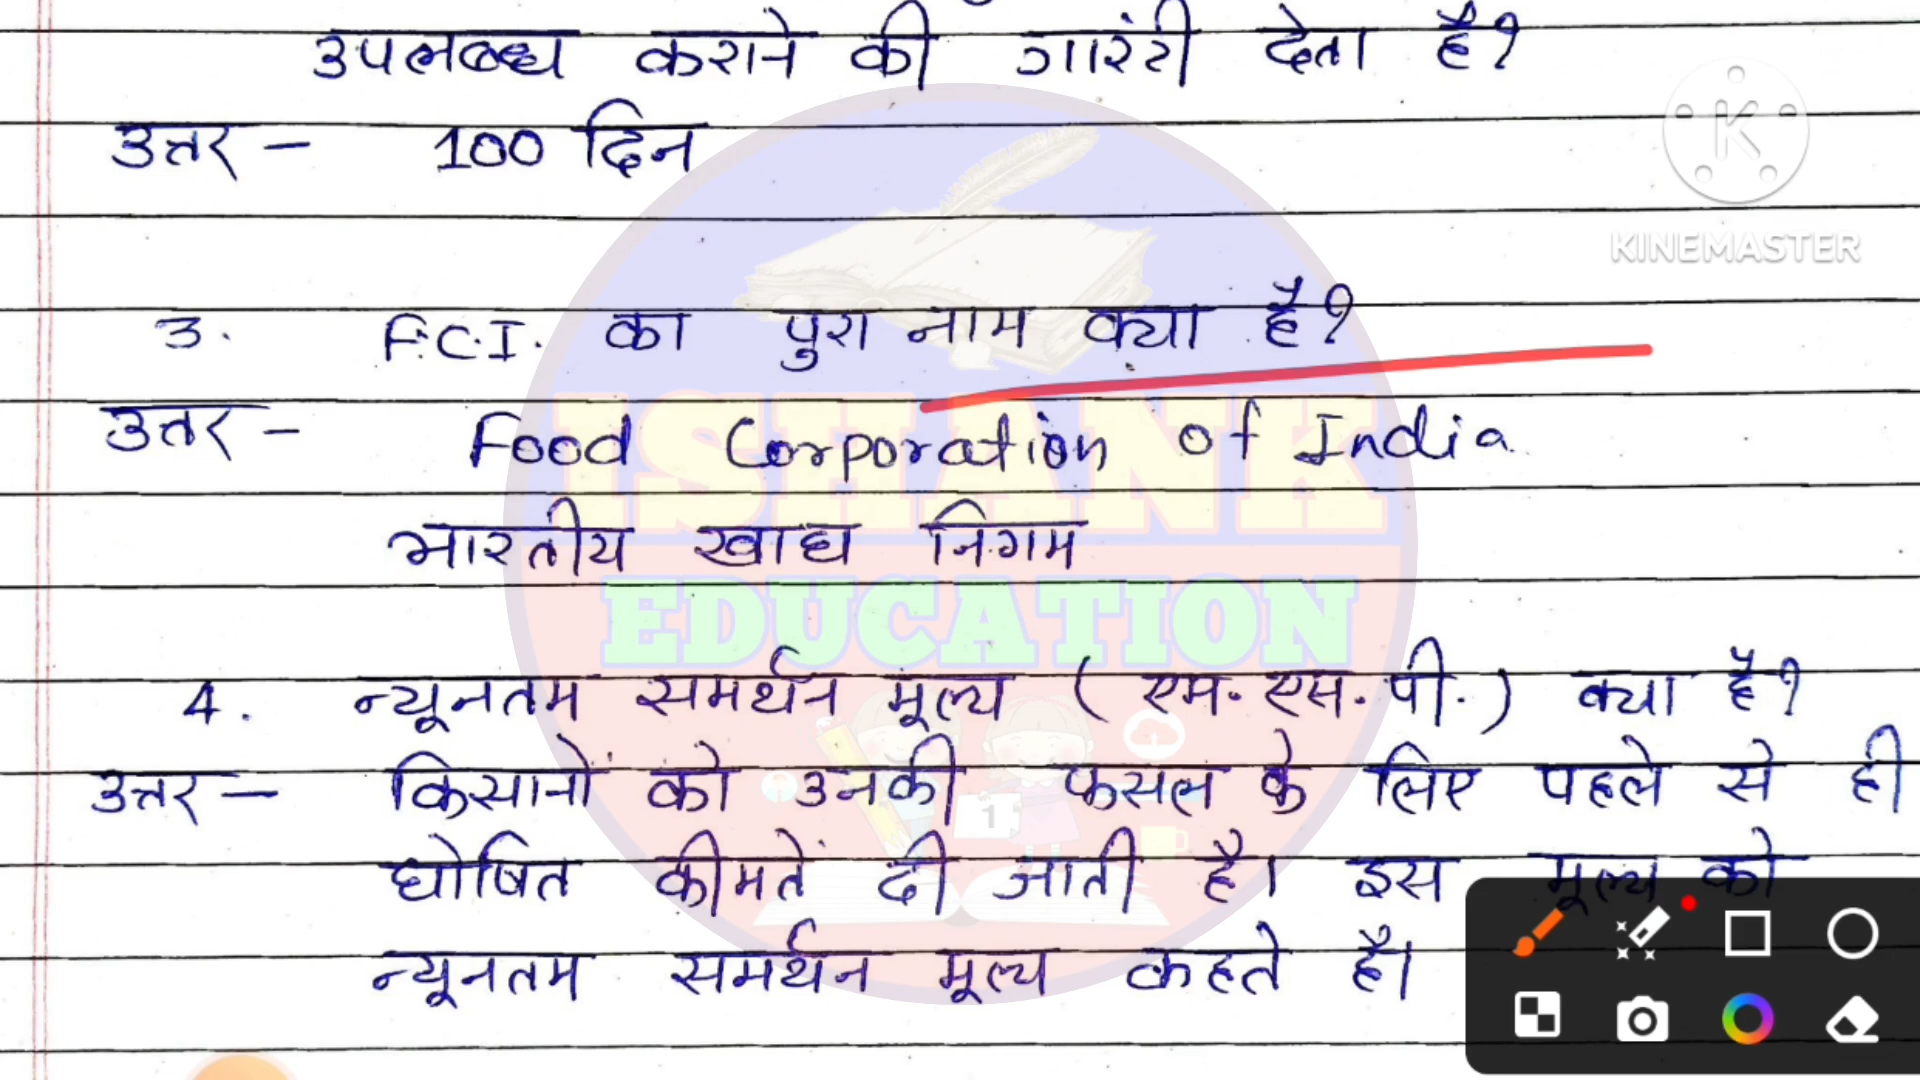 उपलब्ध कराने की गारंटी देता है?
उत्तर - 100 दिन
KINEMASTER
3. F.C.I. का पुरा नाम क्या है?
उत्तर - Food Corporation of India
भारतीय खाद्य निगम
ISHANK
EDUCATION
4. न्यूनतम समर्थन मूल्य ( एम. एस. पी. ) क्या है?
उत्तर - किसानों को उनकी फसल के लिए पहले से ही
घोषित कीमतें दी जाती है। इस मूल्य को
न्यूनतम समर्थन मूल्य कहते है।
1